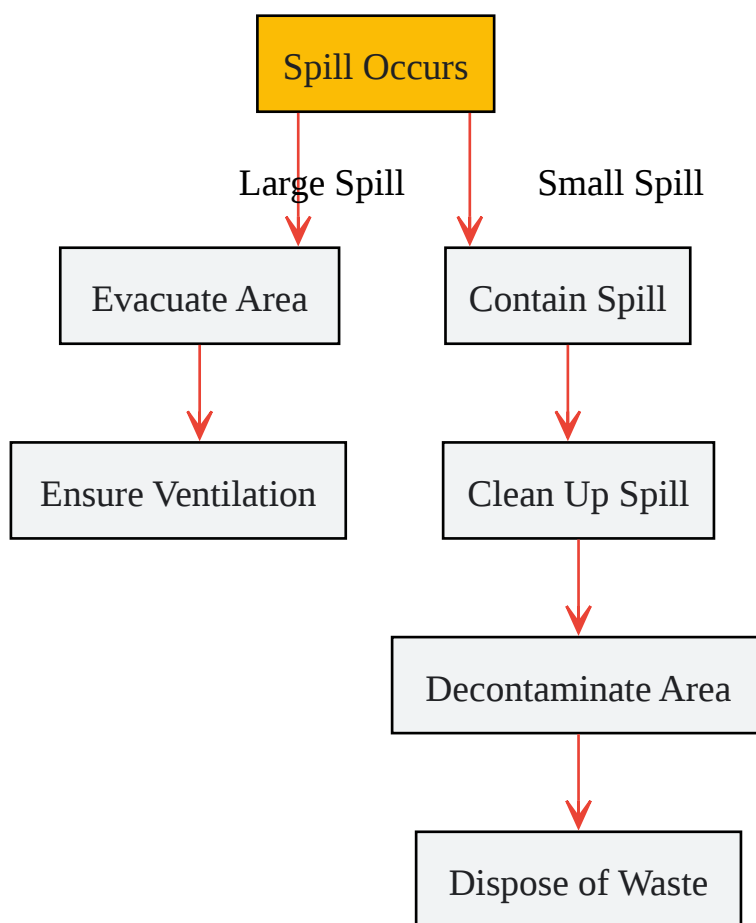 Spill Occurs
Large Spill
Small Spill
Evacuate Area
Contain Spill
Ensure Ventilation
Clean Up Spill
Decontaminate Area
Dispose of Waste